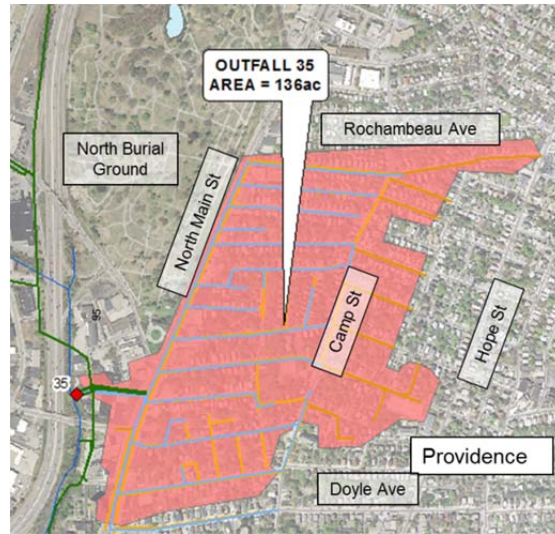 OUTFALL 35
AREA = 136ac
Rochambeau Ave
North Burial
Ground
North Main St
Camp St
Hope St
95
35
Providence
Doyle Ave